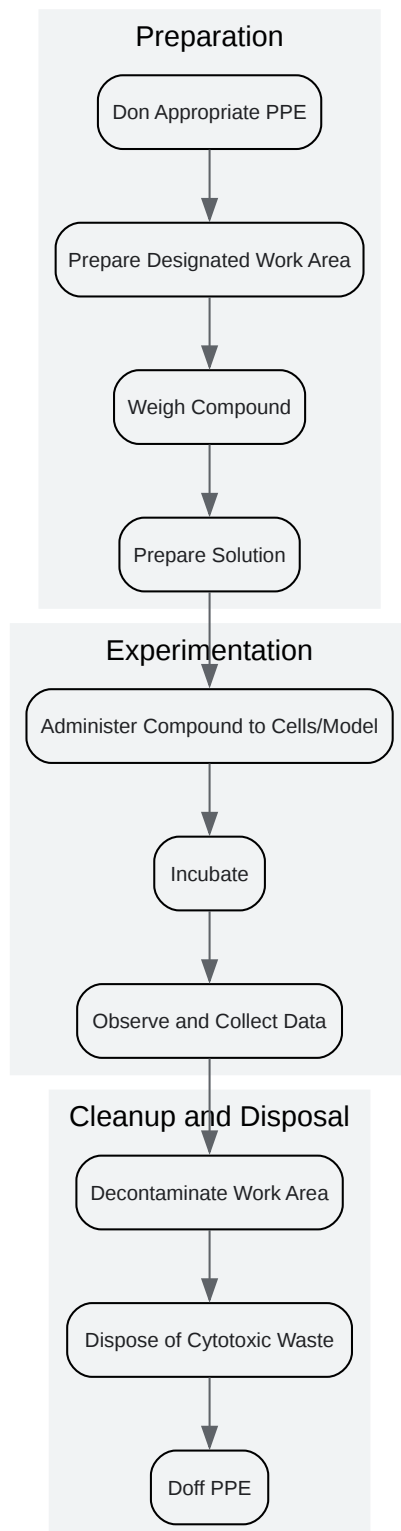 Preparation
Don Appropriate PPE
Prepare Designated Work Area
Weigh Compound
Prepare Solution
Experimentation
Administer Compound to Cells/Model
Incubate
Observe and Collect Data
Cleanup and Disposal
Decontaminate Work Area
Dispose of Cytotoxic Waste
Doff PPE